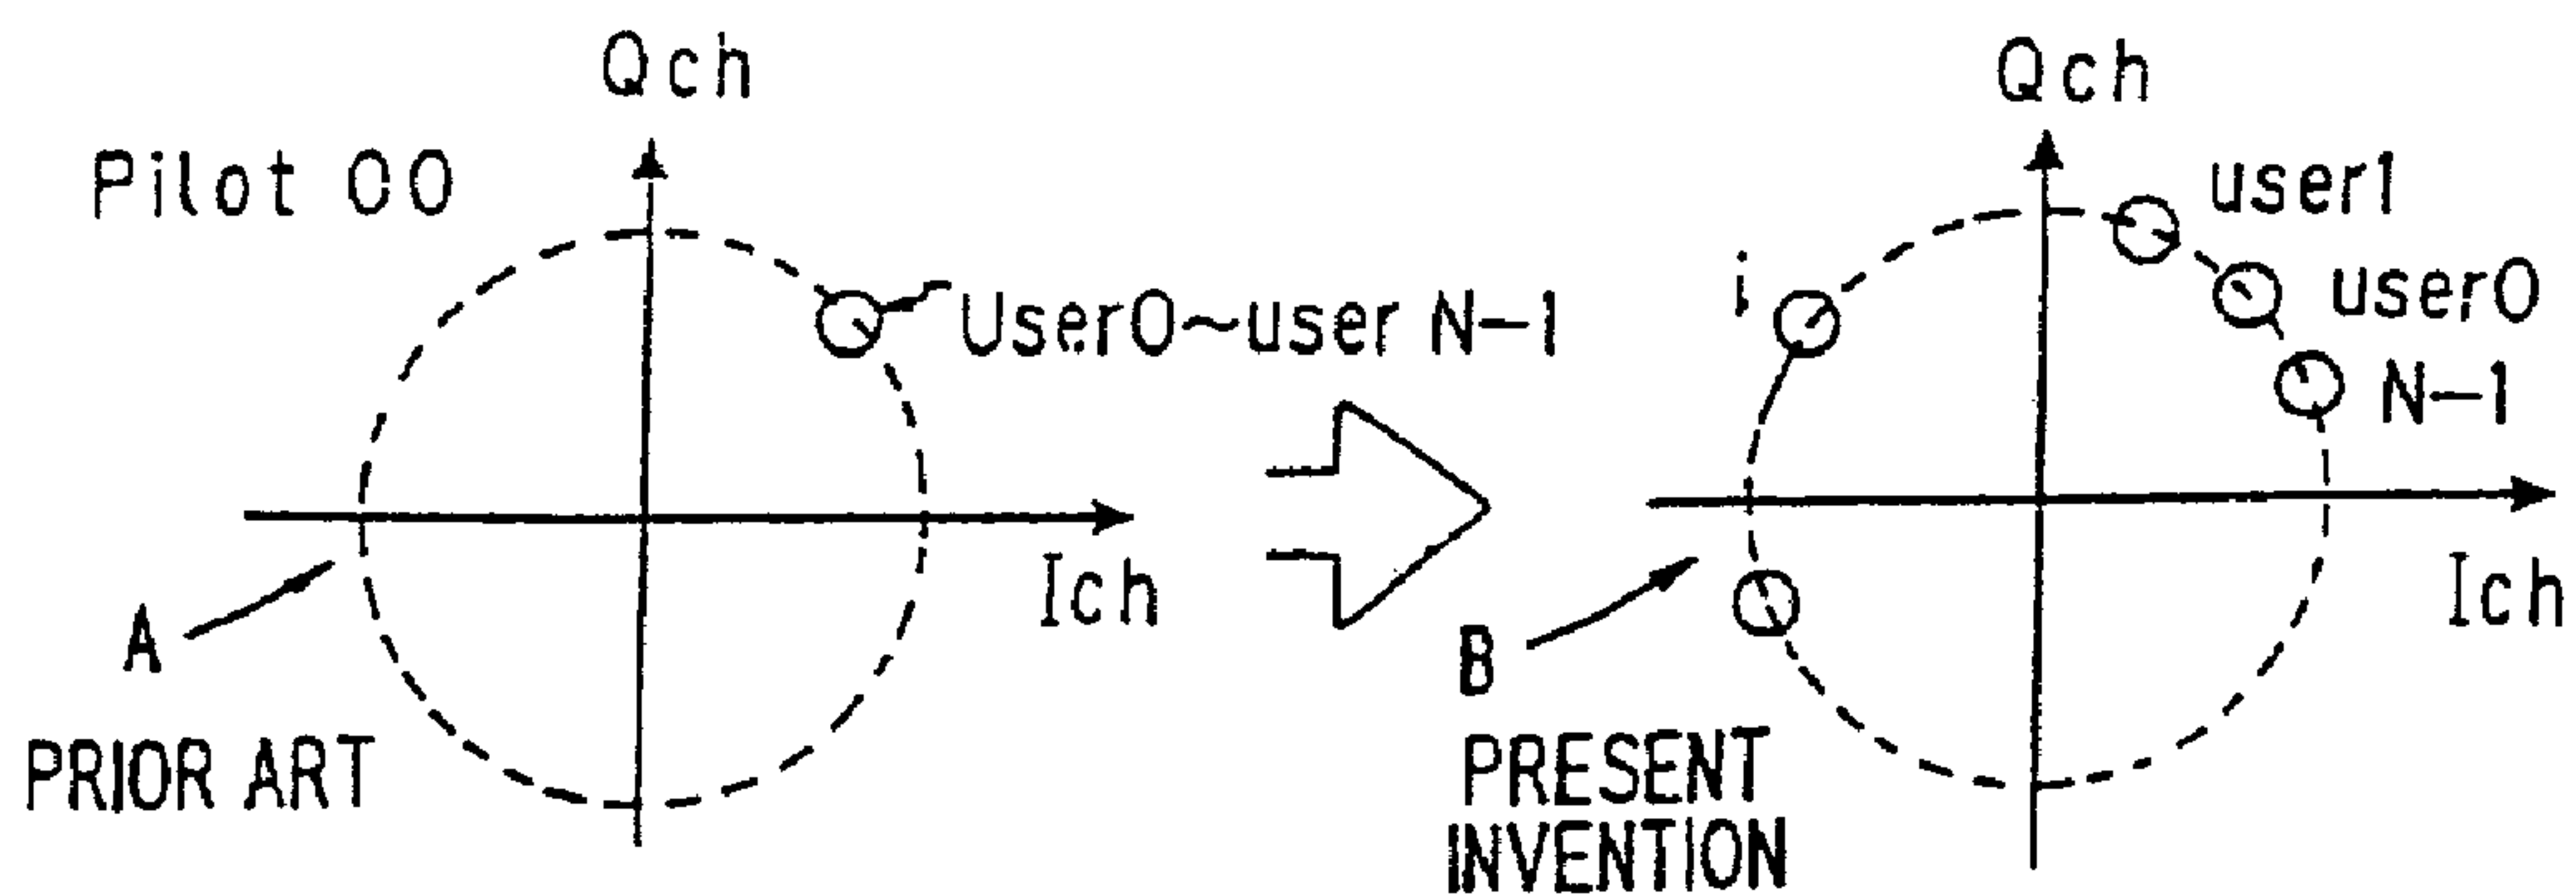 Qch
Pilot 00
User0~user N-1
Ich
A
PRIOR ART
Qch
user1
i
user0
N-1
Ich
B
PRESENT
INVENTION